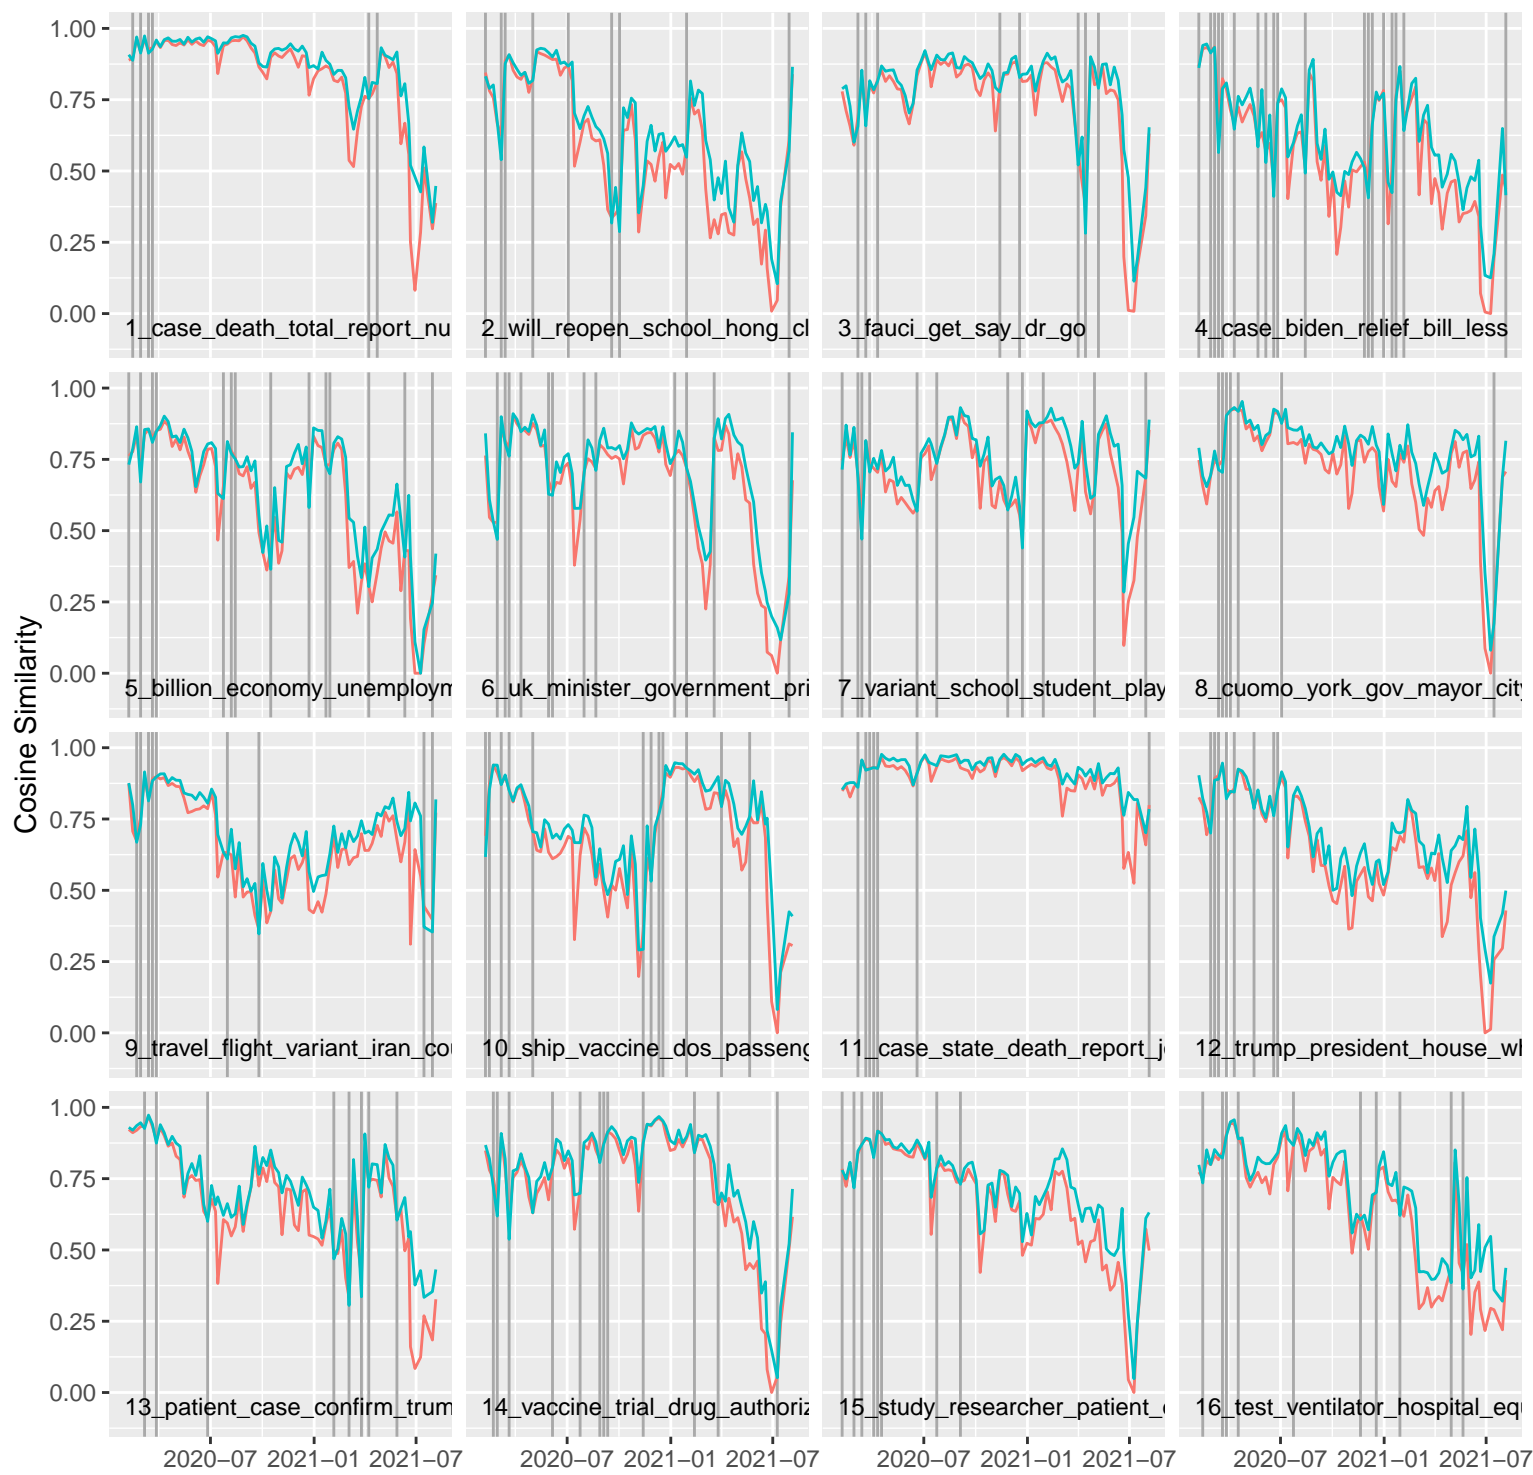 Cosine Similarity
1.00
0.75
0.50
0.25
0.00
1_case_death_total_report_nu
2_will_reopen_school_hong_cl
3_fauci_get_say_dr_go
4_case_biden_relief_bill_less
1.00
0.75
0.50
0.25
0.00
5_billion_economy_unemploym
6_uk_minister_government_pri
7_variant_school_student_play
8_cuomo_york_gov_mayor_city
1.00
0.75
0.50
0.25
0.00
9_travel_flight_variant_iran_cou
10_ship_vaccine_dos_passeng
11_case_state_death_report_j
12_trump_president_house_wh
1.00
0.75
0.50
0.25
0.00
13_patient_case_confirm_trum
14_vaccine_trial_drug_authoriz
15_study_researcher_patient_
16_test_ventilator_hospital_equ
2020−07 2021−01 2021−07
2020−07 2021−01 2021−07
2020−07 2021−01 2021−07
2020−07 2021−01 2021−07